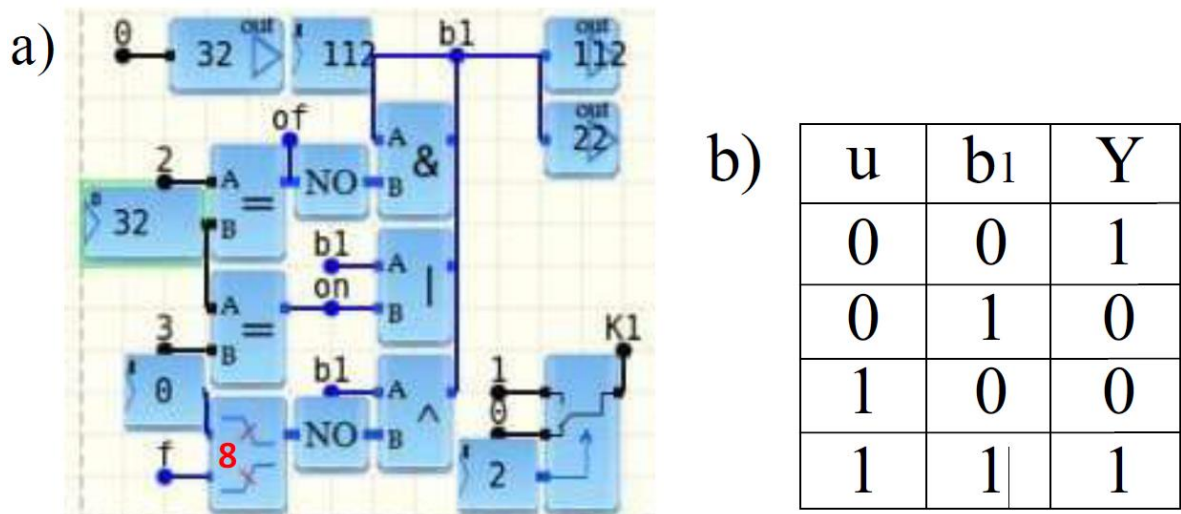 a)
0 32 out 112 b1 112
out 22
of
2 A = B NO A & B
32
b1 A | B
A = B on
3
0
b1 A ^ B
8 NO
f
K1
1
0
2
b)
u b1 Y
0 0 1
0 1 0
1 0 0
1 1 1